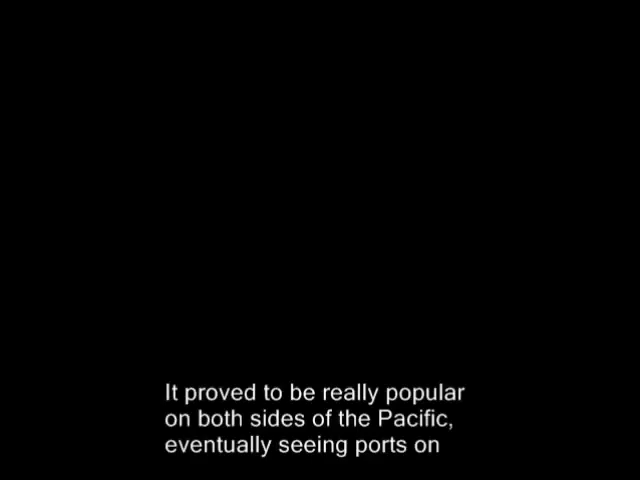 It proved to be really popular
on both sides of the Pacific,
eventually seeing ports on